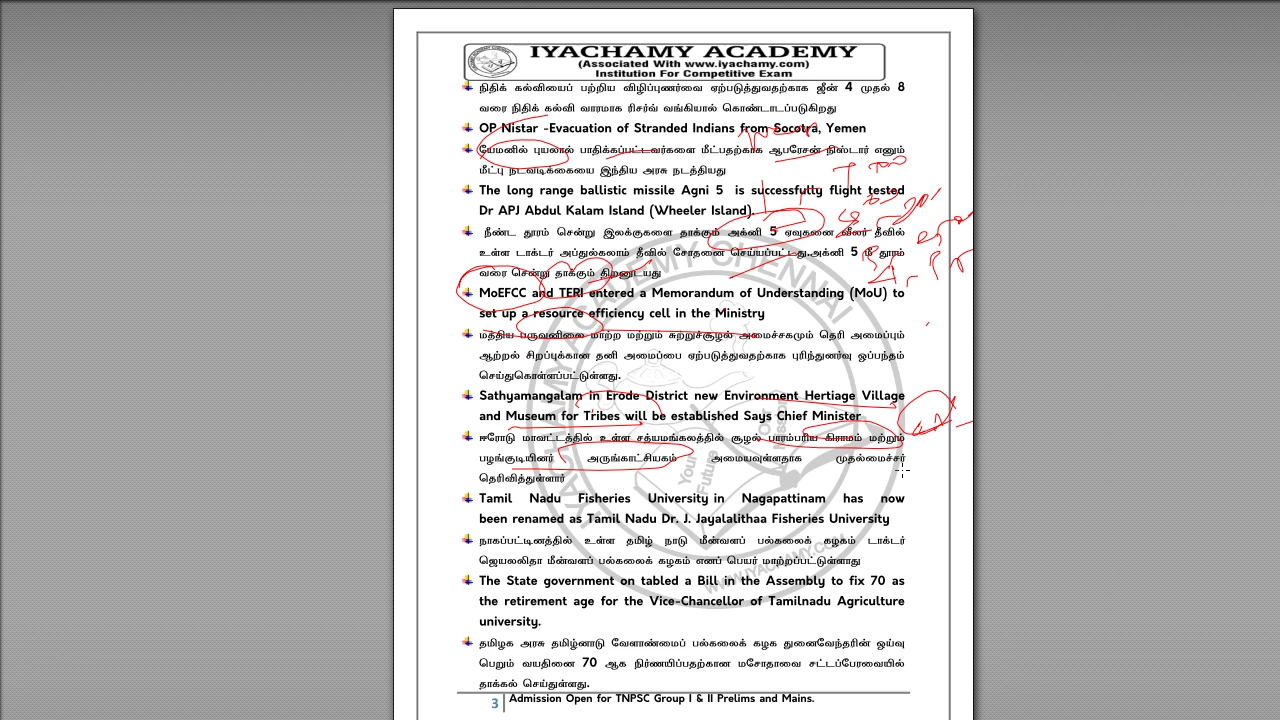 IYACHAMY ACADEMY
(Associated With www.iyachamy.com)
Institution For Competitive Exam
நிதிக் கல்வியைப் பற்றிய விழிப்புணர்வை ஏற்படுத்துவதற்காக ஜீன் 4 முதல் 8
வரை நிதிக் கல்வி வாரமாக ரிசர்வ் வங்கியால் கொண்டாடப்படுகிறது
OP Nistar -Evacuation of Stranded Indians from Socotra, Yemen
யேமனில் புயலால் பாதிக்கப்பட்டவர்களை மீட்பதற்காக ஆபரேசன் நிஸ்டார் எனும்
மீட்பு நடவடிக்கையை இந்திய அரசு நடத்தியது
The long range ballistic missile Agni 5 is successfully flight tested
Dr APJ Abdul Kalam Island (Wheeler Island).
நீண்ட தூரம் சென்று இலக்குகளை தாக்கும் அக்னி 5 ஏவுகணை வீலர் தீவில்
உள்ள டாக்டர் அப்துல்கலாம் தீவில் சோதனை செய்யப்பட்டது.அக்னி 5 மீ தூரம்
வரை சென்று தாக்கும் திறனுடயது
MoEFCC and TERI entered a Memorandum of Understanding (MoU) to
set up a resource efficiency cell in the Ministry
மத்திய பருவனிலை மாற்ற மற்றும் சுற்றுச்சூழல் அமைச்சகமும் தெரி அமைப்பும்
ஆற்றல் சிறப்புக்கான தனி அமைப்பை ஏற்படுத்துவதற்காக புரிந்துனர்வு ஒப்பந்தம்
செய்துகொள்ளப்பட்டுள்ளது.
Sathyamangalam in Erode District new Environment Hertiage Village
and Museum for Tribes will be established Says Chief Minister
ஈரோடு மாவட்டத்தில் உள்ள சத்யமங்கலத்தில் சூழல் பாரம்பரிய கிராமம் மற்றும்
பழங்குடியினர் அருங்காட்சியகம் அமையவுள்ளதாக முதல்மைச்சர்
தெரிவித்துள்ளார்
Tamil Nadu Fisheries University in Nagapattinam has now
been renamed as Tamil Nadu Dr. J. Jayalalithaa Fisheries University
நாகப்பட்டினத்தில் உள்ள தமிழ் நாடு மீன்வளப் பல்கலைக் கழகம் டாக்டர்
ஜெயலலிதா மீன்வளப் பல்கலைக் கழகம் எனப் பெயர் மாற்றப்பட்டுள்ளாது
The State government on tabled a Bill in the Assembly to fix 70 as
the retirement age for the Vice-Chancellor of Tamilnadu Agriculture
university.
தமிழக அரசு தமிழ்னாடு வேளாண்மைப் பல்கலைக் கழக துனைவேந்தரின் ஒய்வு
பெறும் வயதினை 70 ஆக நிர்ணயிப்பதற்கான மசோதாவை சட்டப்பேரவையில்
தாக்கல் செய்துள்ளது.
3 Admission Open for TNPSC Group I & II Prelims and Mains.
IYACHAMY ACADEMY CHENNAI
WWW.IYACHAMY.COM